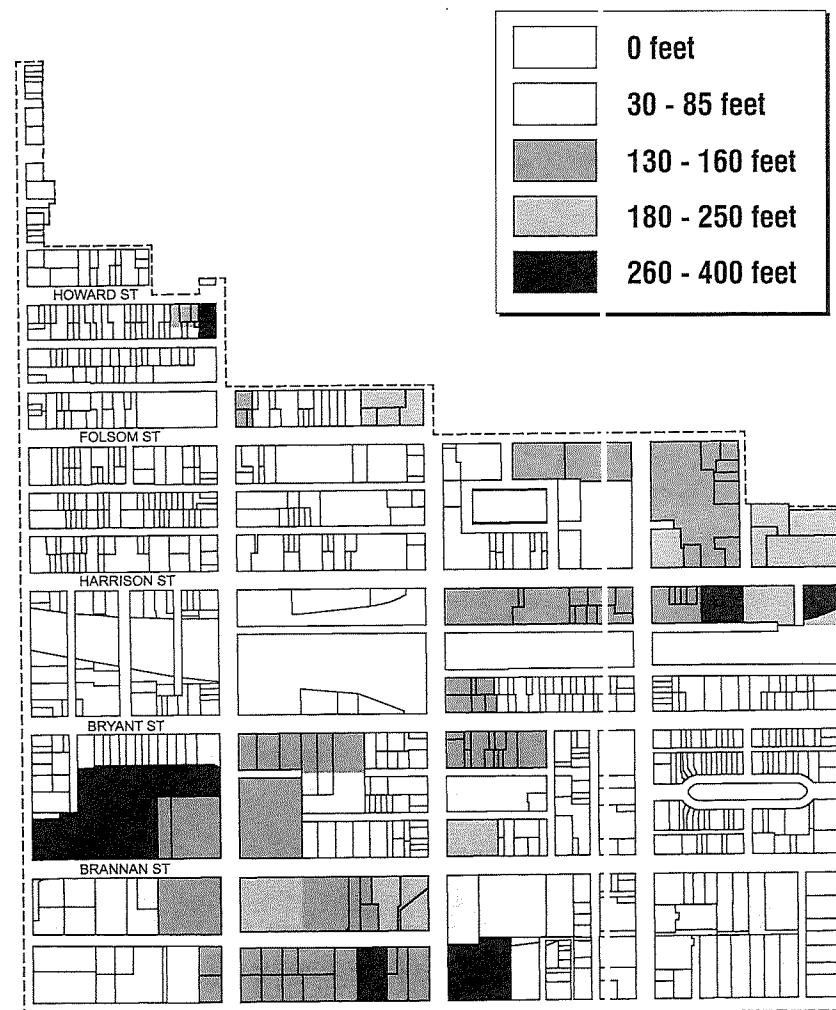 0 feet
30 - 85 feet
130 - 160 feet
180 - 250 feet
260 - 400 feet
HOWARD ST
FOLSOM ST
HARRISON ST
BRYANT ST
BRANNAN ST